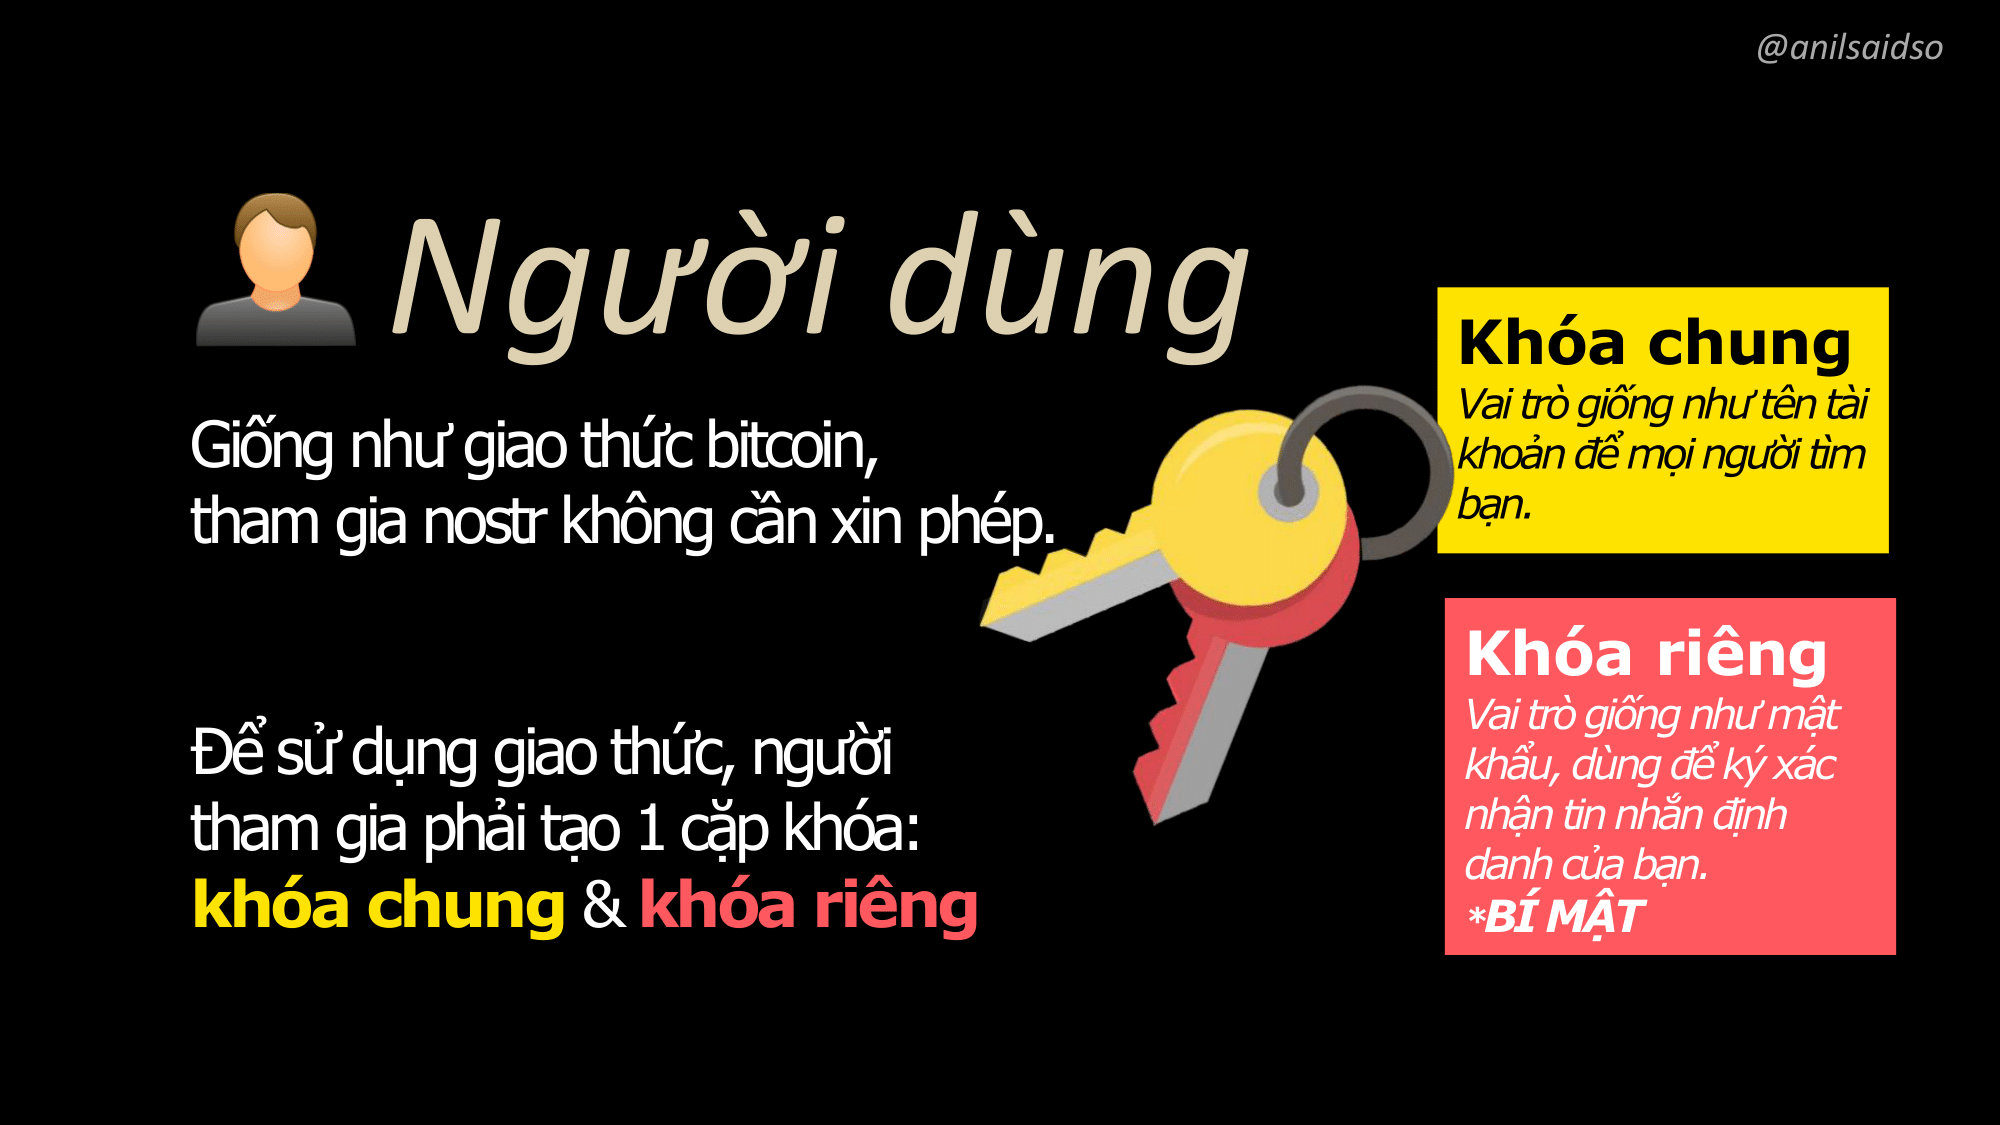 @anilsaidso
Người dùng
Giống như giao thức bitcoin,
tham gia nostr không cần xin phép.
Để sử dụng giao thức, người
tham gia phải tạo 1 cặp khóa:
khóa chung & khóa riêng
Khóa chung
Vai trò giống như tên tài
khoản để mọi người tìm
bạn.
Khóa riêng
Vai trò giống như mật
khẩu, dùng để ký xác
nhận tin nhắn định
danh của bạn.
*BÍ MẬT